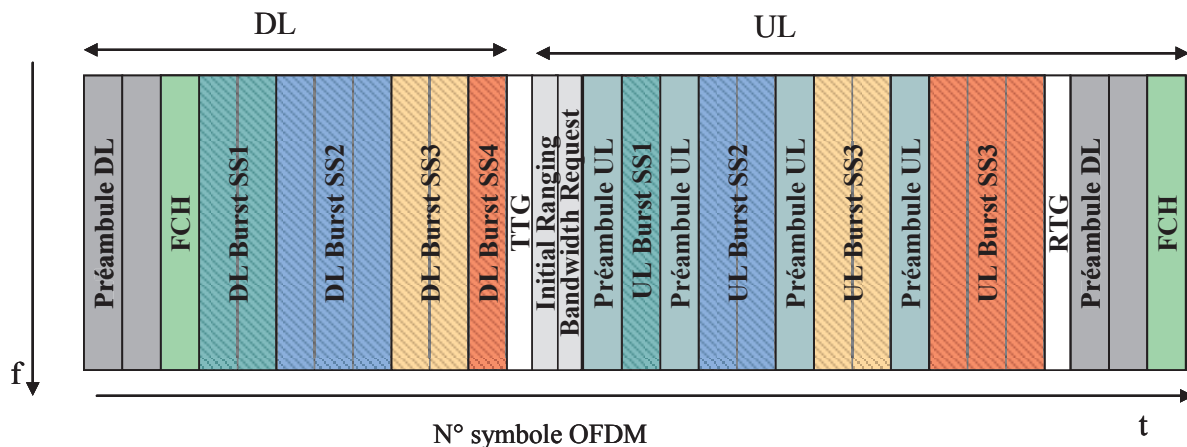 DL
UL
Préambule DL
FCH
DL Burst SS1
DL Burst SS2
DL Burst SS3
DL Burst SS4
TTG
Initial Ranging
Bandwidth Request
Préambule UL
UL Burst SS1
Préambule UL
UL Burst SS2
Préambule UL
UL Burst SS3
Préambule UL
UL Burst SS3
RTG
Préambule DL
FCH
f
t
N° symbole OFDM